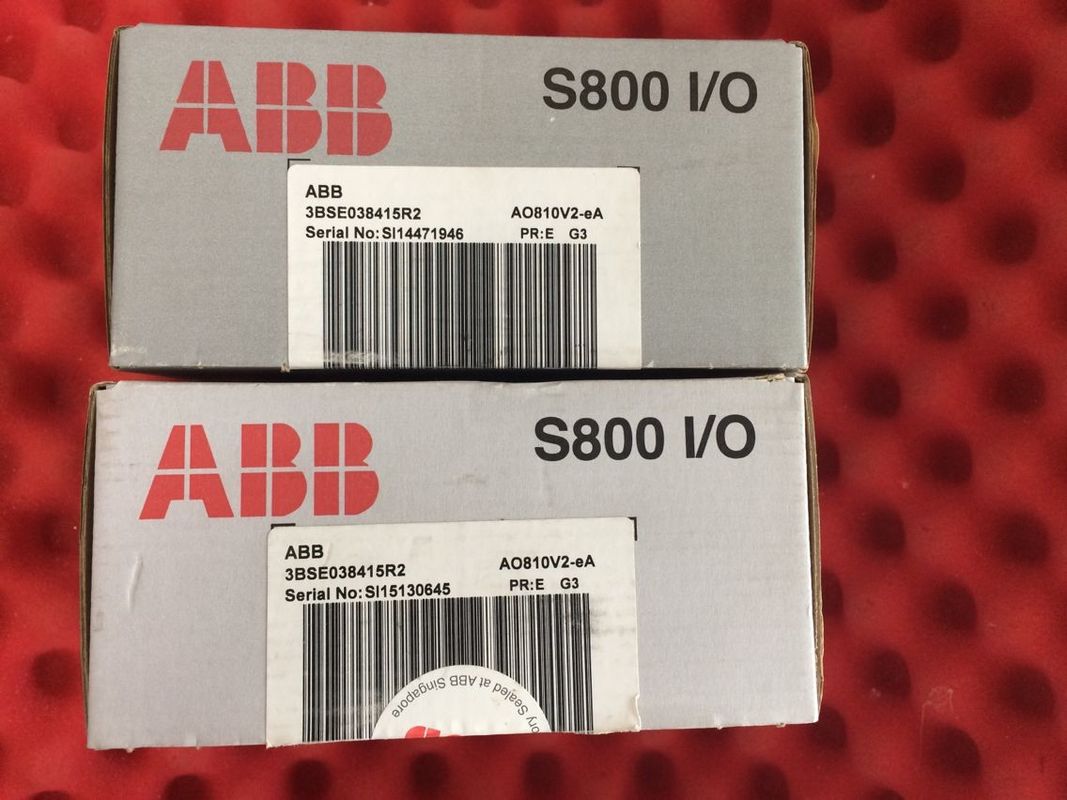 ABB
S800 I/O
ABB
3BSE038415R2 AO810V2-eA
Serial No:SI14471946 PR:E G3
ABB
S800 I/O
ABB
3BSE038415R2 AO810V2-eA
Serial No:SI15130645 PR:E G3
Sealed at ABB Singapore